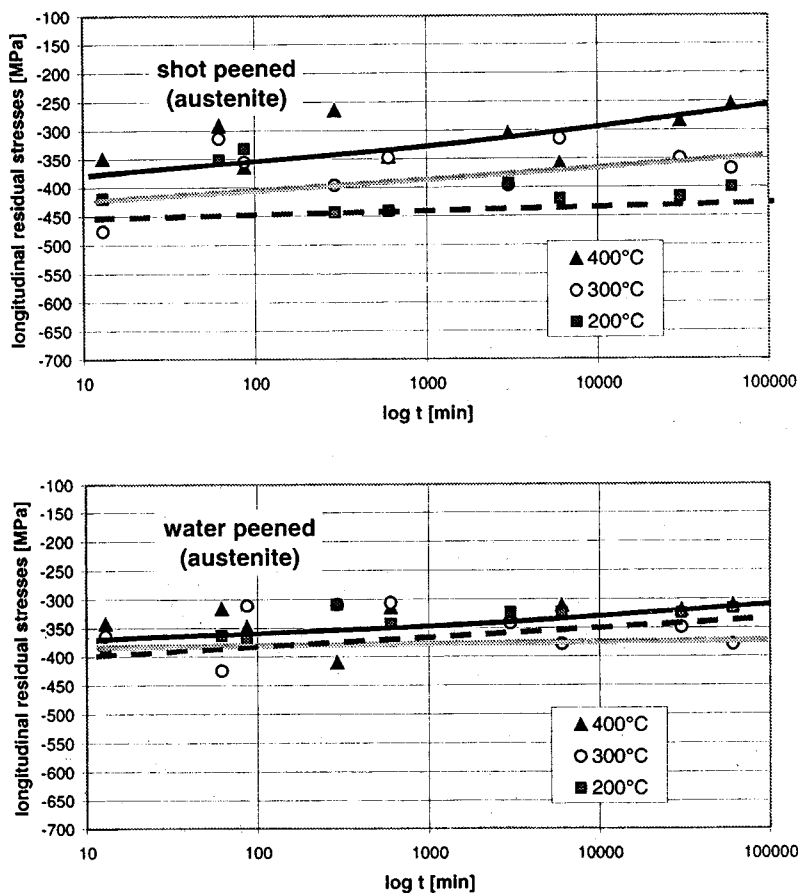 -100
-150
-200
-250
-300
-350
-400
-450
-500
-550
-600
-650
-700
longitudinal residual stresses [MPa]
shot peened
(austenite)
400°C
300°C
200°C
10
100
1000
10000
100000
log t [min]
-100
-150
-200
-250
-300
-350
-400
-450
-500
-550
-600
-650
-700
longitudinal residual stresses [MPa]
water peened
(austenite)
400°C
300°C
200°C
10
100
1000
10000
100000
log t [min]